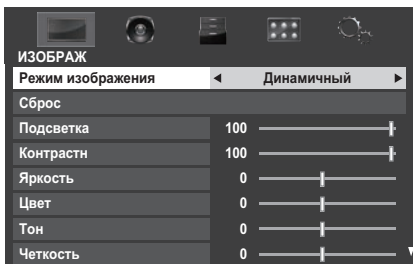 ИЗОБРАЖ
Режим изображения Динамичный
Сброс
Подсветка 100
Контрастн 100
Яркость 0
Цвет 0
Тон 0
Четкость 0